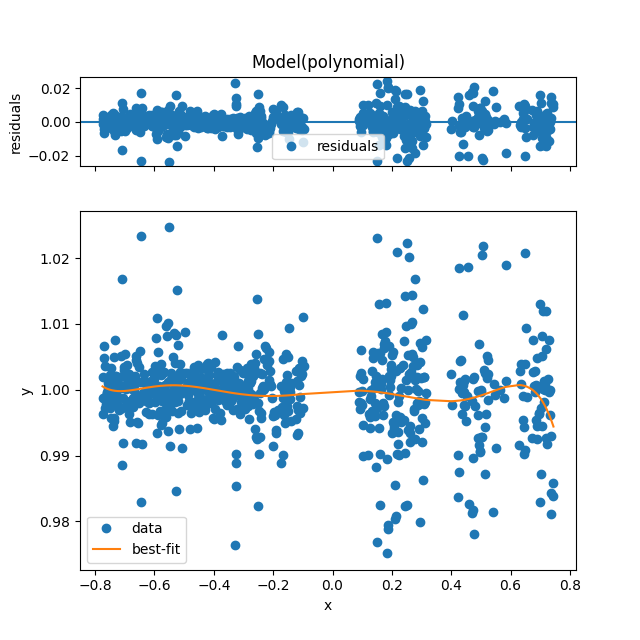 Model(polynomial)
0.02
0.00
−0.02
residuals
residuals
1.02
1.01
1.00
0.99
0.98
y
data
best-fit
−0.8 −0.6 −0.4 −0.2 0.0 0.2 0.4 0.6 0.8
x